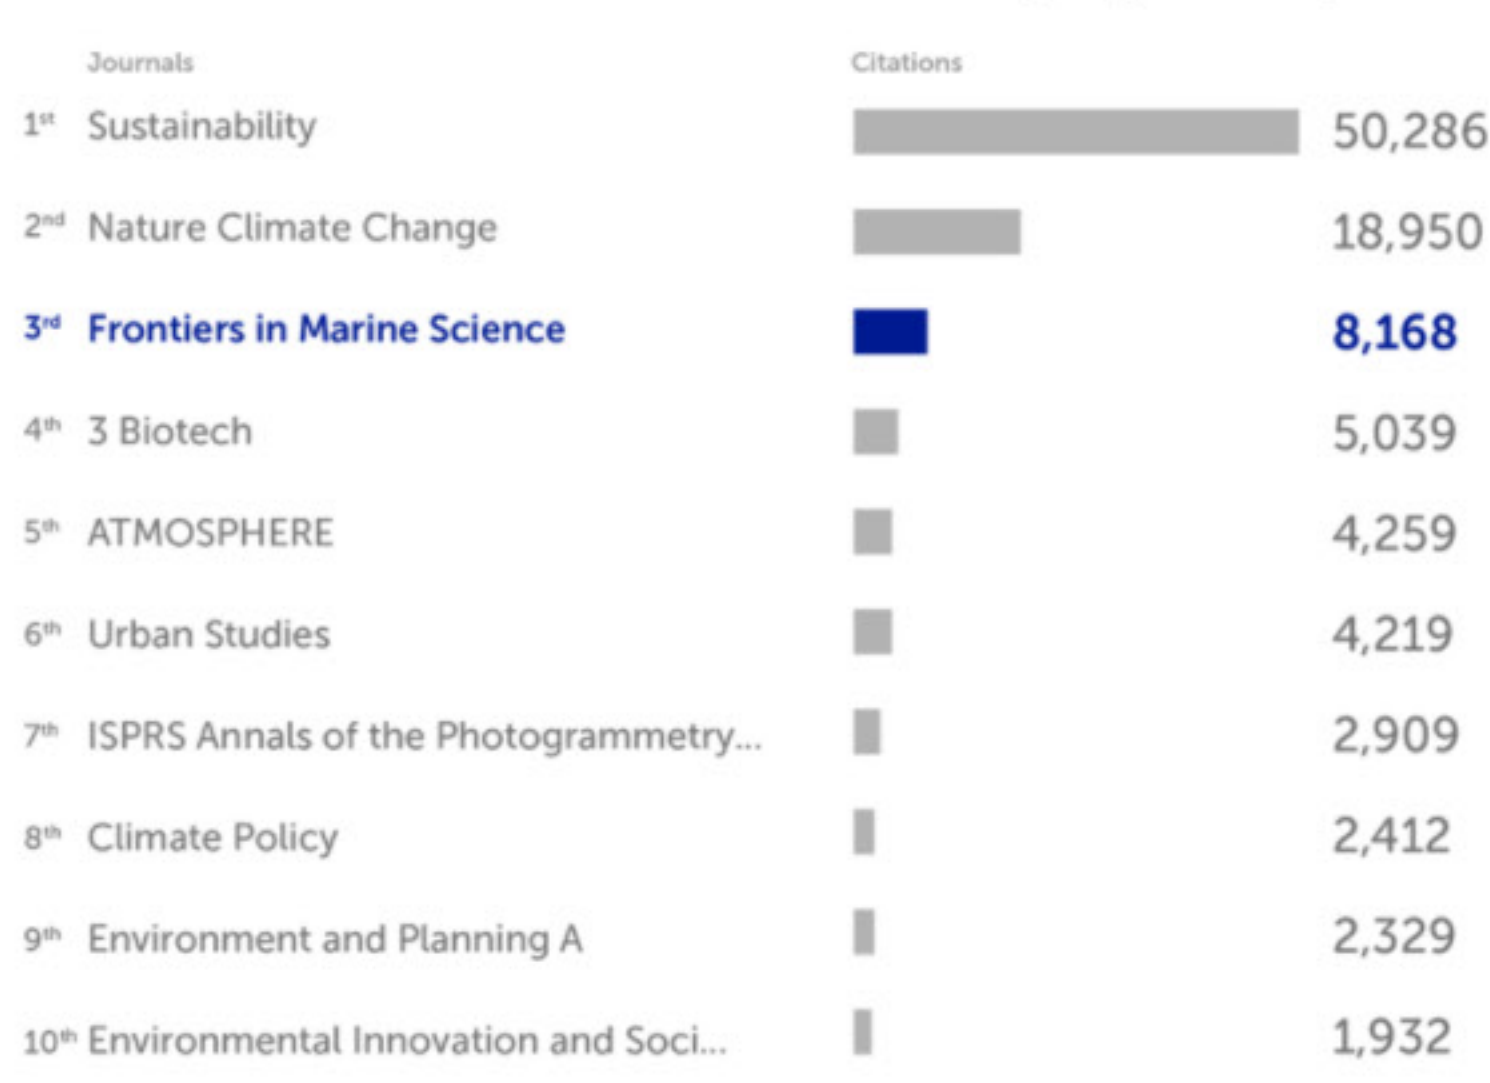 Journals Citations
1st Sustainability 50,286
2nd Nature Climate Change 18,950
3rd Frontiers in Marine Science 8,168
4th 3 Biotech 5,039
5th ATMOSPHERE 4,259
6th Urban Studies 4,219
7th ISPRS Annals of the Photogrammetry... 2,909
8th Climate Policy 2,412
9th Environment and Planning A 2,329
10th Environmental Innovation and Soci... 1,932